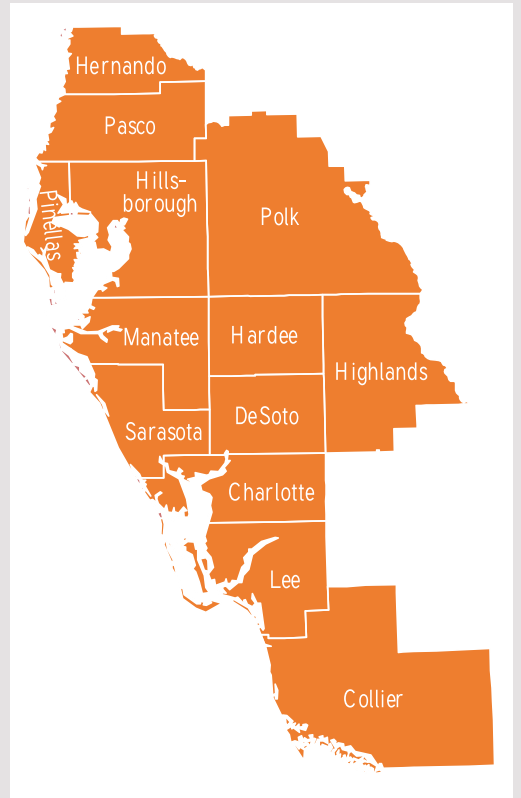 Hernando
Pasco
Hills-
borough
Pinellas
Polk
Manatee
Hardee
Highlands
DeSoto
Sarasota
Charlotte
Lee
Collier